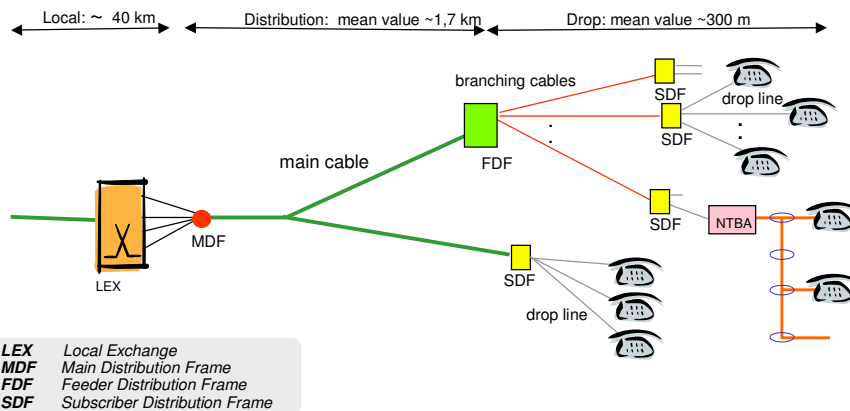 Local: ~ 40 km
Distribution: mean value ~1,7 km
Drop: mean value ~300 m
branching cables
SDF
drop line
SDF
main cable
FDF
SDF
NTBA
MDF
LEX
SDF
drop line
LEX Local Exchange
MDF Main Distribution Frame
FDF Feeder Distribution Frame
SDF Subscriber Distribution Frame